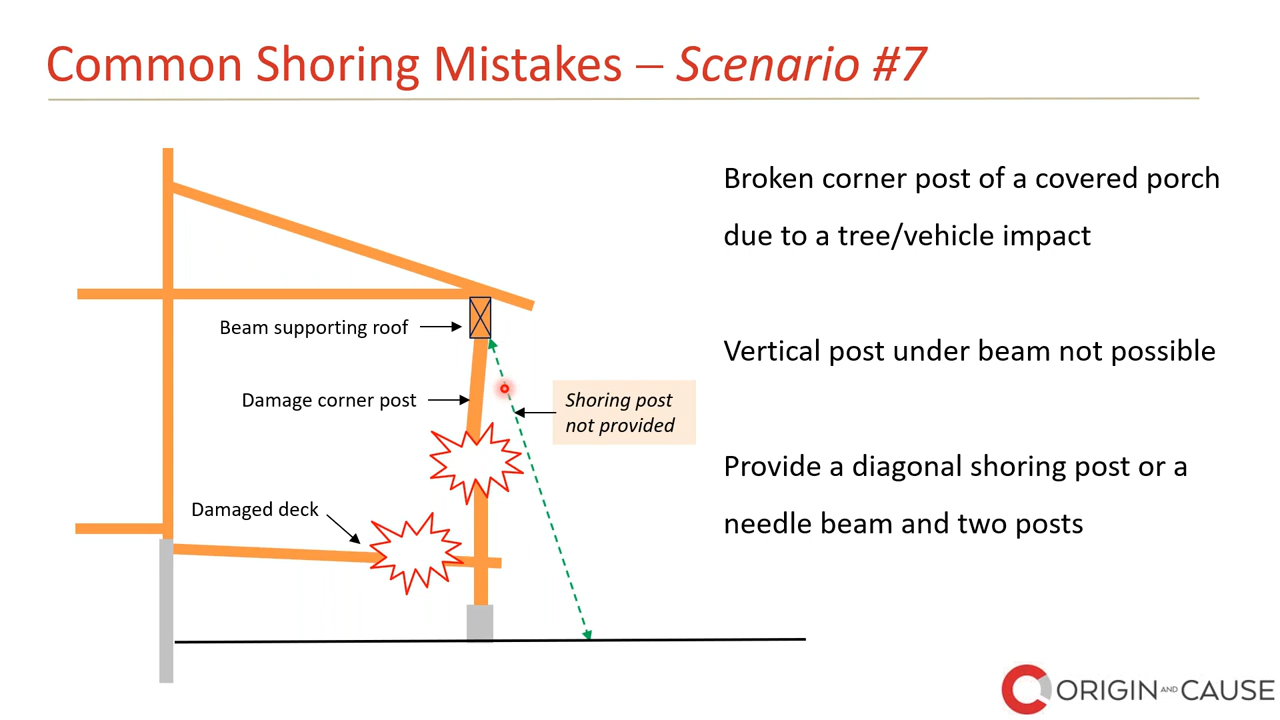 Common Shoring Mistakes – Scenario #7
Broken corner post of a covered porch
due to a tree/vehicle impact
Beam supporting roof
Vertical post under beam not possible
Damage corner post
Shoring post
not provided
Provide a diagonal shoring post or a
needle beam and two posts
Damaged deck
ORIGIN AND CAUSE